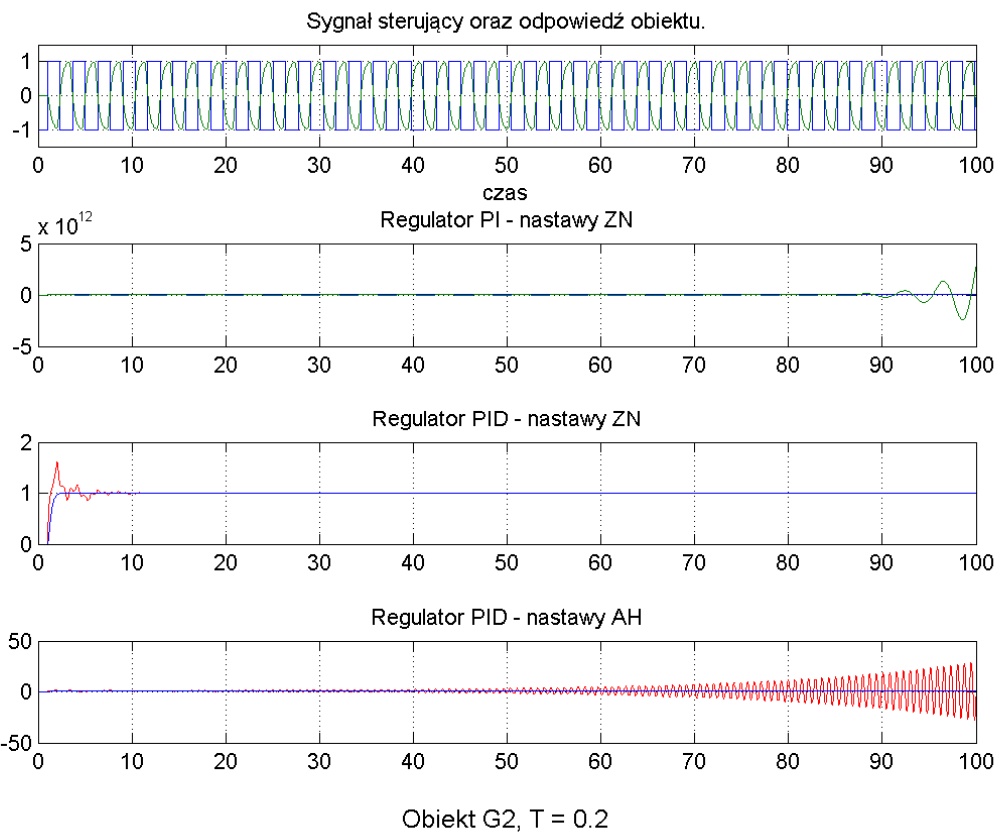 Sygnał sterujący oraz odpowiedź obiektu.
1
0
-1
0 10 20 30 40 50 60 70 80 90 100
czas
Regulator PI - nastawy ZN
x 10^12
5
0
-5
0 10 20 30 40 50 60 70 80 90 100
Regulator PID - nastawy ZN
2
1
0
0 10 20 30 40 50 60 70 80 90 100
Regulator PID - nastawy AH
50
0
-50
0 10 20 30 40 50 60 70 80 90 100
Obiekt G2, T = 0.2